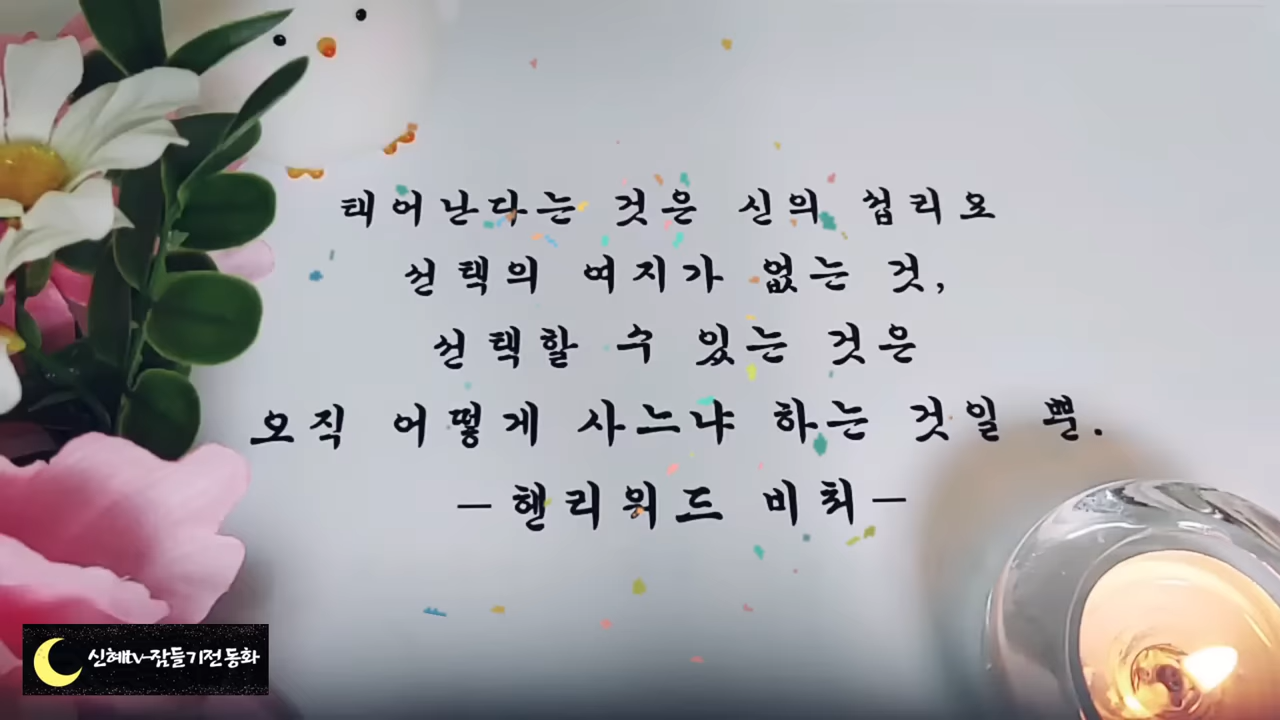 태어난다는 것은 신의 섭리오
선택의 여지가 없는 것,
선택할 수 있는 것은
오직 어떻게 사느냐 하는 것일 뿐.
-헨리워드 비처-
신혜tv-잠들기전동화